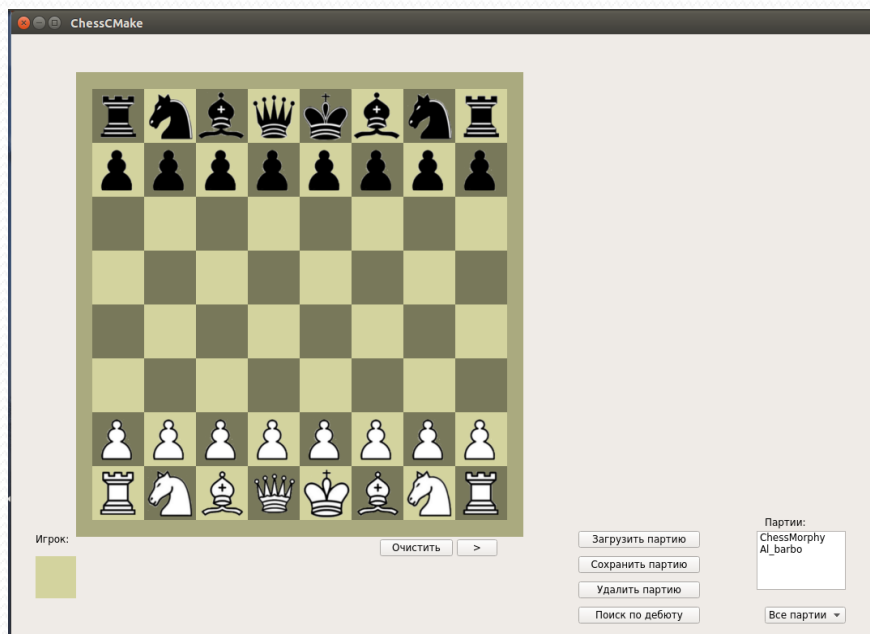 ChessCMake
Партии:
ChessMorphy
Al_barbo
Игрок:
Очистить
>
Загрузить партию
Сохранить партию
Удалить партию
Поиск по дебюту
Все партии